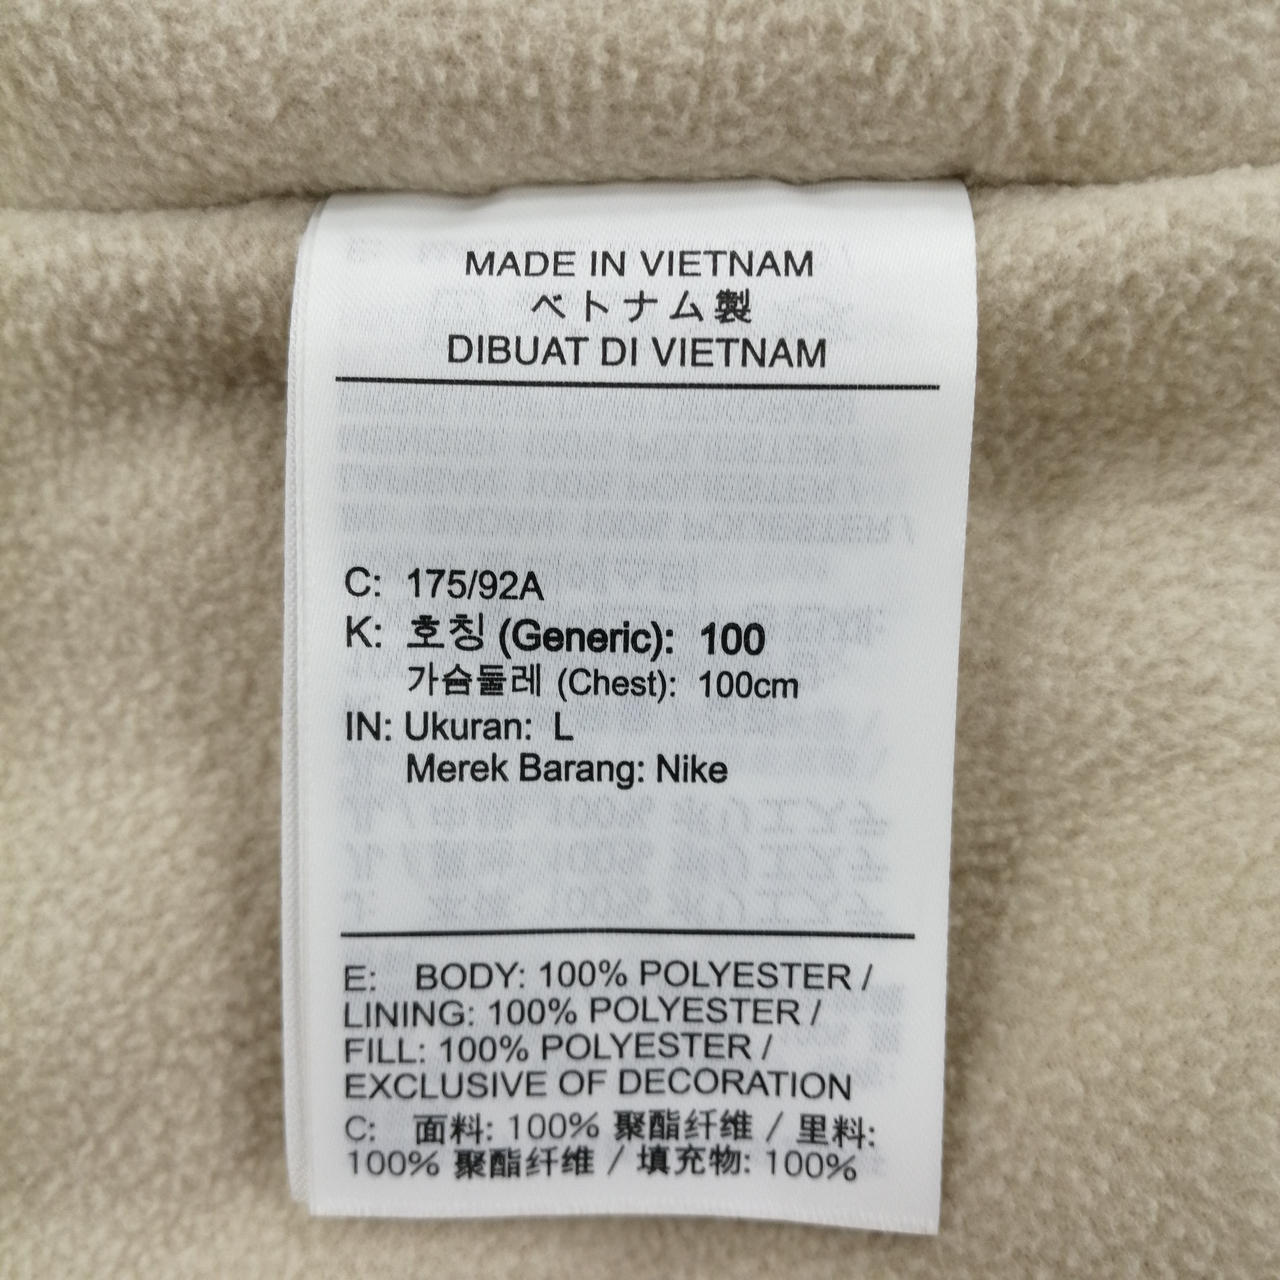 MADE IN VIETNAM
ベトナム製
DIBUAT DI VIETNAM
C: 175/92A
K: 호칭 (Generic): 100
가슴둘레 (Chest): 100cm
IN: Ukuran: L
Merek Barang: Nike
E: BODY: 100% POLYESTER /
LINING: 100% POLYESTER /
FILL: 100% POLYESTER /
EXCLUSIVE OF DECORATION
C: 面料: 100% 聚酯纤维 / 里料:
100% 聚酯纤维 / 填充物: 100%